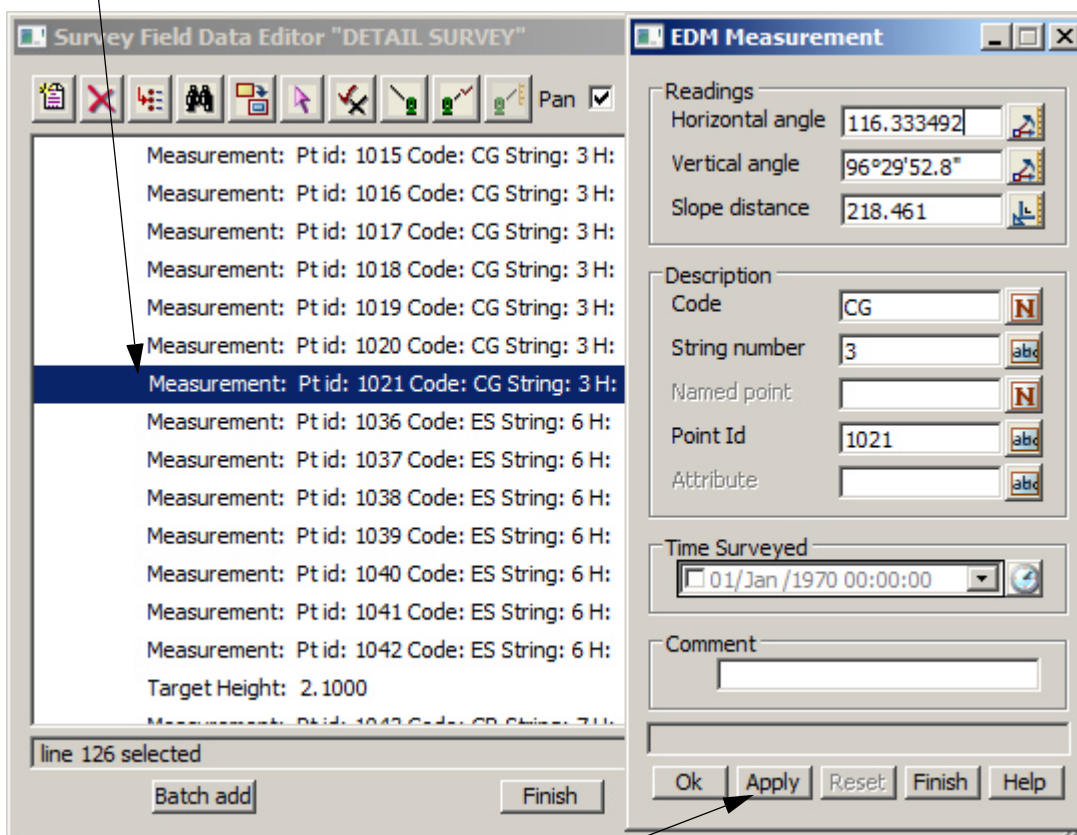 Survey Field Data Editor "DETAIL SURVEY"
Pan
Measurement: Pt id: 1015 Code: CG String: 3 H:
Measurement: Pt id: 1016 Code: CG String: 3 H:
Measurement: Pt id: 1017 Code: CG String: 3 H:
Measurement: Pt id: 1018 Code: CG String: 3 H:
Measurement: Pt id: 1019 Code: CG String: 3 H:
Measurement: Pt id: 1020 Code: CG String: 3 H:
Measurement: Pt id: 1021 Code: CG String: 3 H:
Measurement: Pt id: 1036 Code: ES String: 6 H:
Measurement: Pt id: 1037 Code: ES String: 6 H:
Measurement: Pt id: 1038 Code: ES String: 6 H:
Measurement: Pt id: 1039 Code: ES String: 6 H:
Measurement: Pt id: 1040 Code: ES String: 6 H:
Measurement: Pt id: 1041 Code: ES String: 6 H:
Measurement: Pt id: 1042 Code: ES String: 6 H:
Target Height: 2.1000
line 126 selected
Batch add Finish
EDM Measurement
Readings
Horizontal angle 116.333492
Vertical angle 96°29'52.8"
Slope distance 218.461
Description
Code CG N
String number 3 abc
Named point N
Point Id 1021 abc
Attribute abc
Time Surveyed
01/Jan /1970 00:00:00
Comment
Ok Apply Reset Finish Help